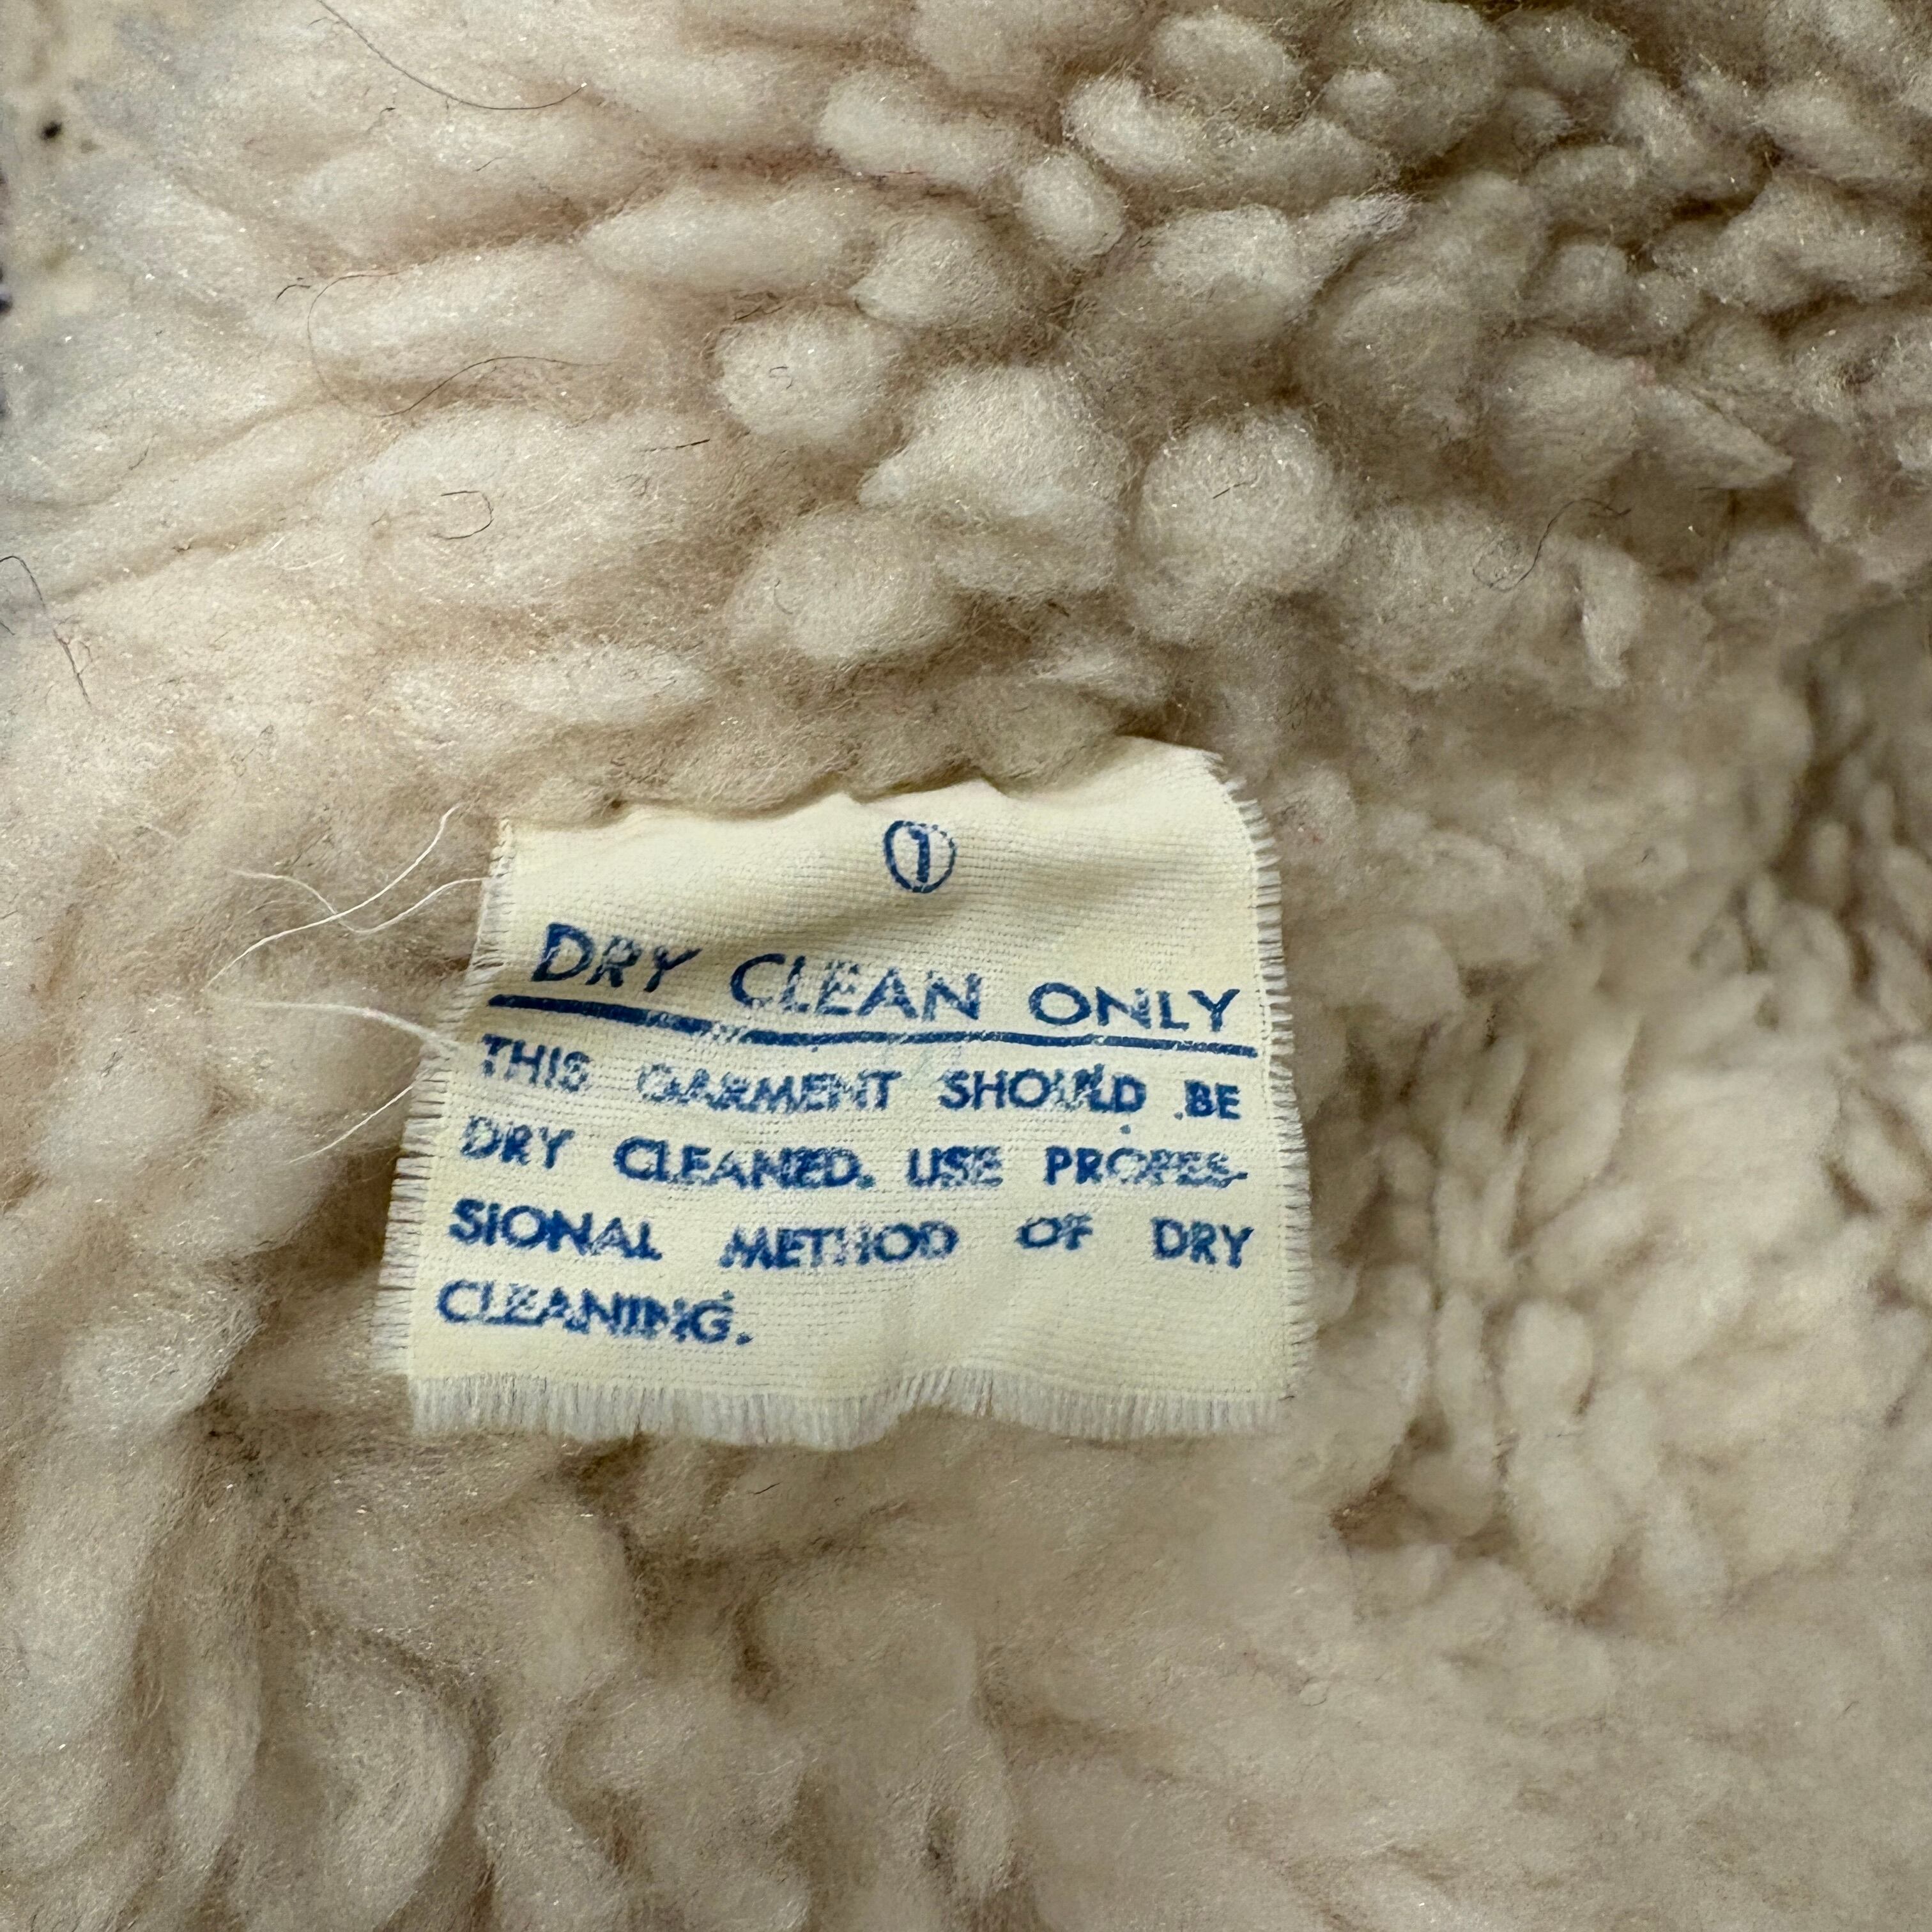 ①
DRY CLEAN ONLY
THIS GARMENT SHOULD BE
DRY CLEANED. USE PROFES-
SIONAL METHOD OF DRY
CLEANING.